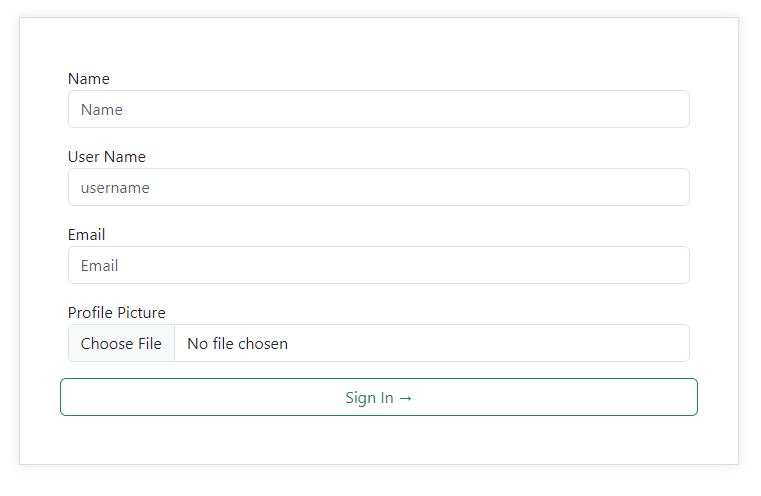 Name
Name
User Name
username
Email
Email
Profile Picture
Choose File No file chosen
Sign In →